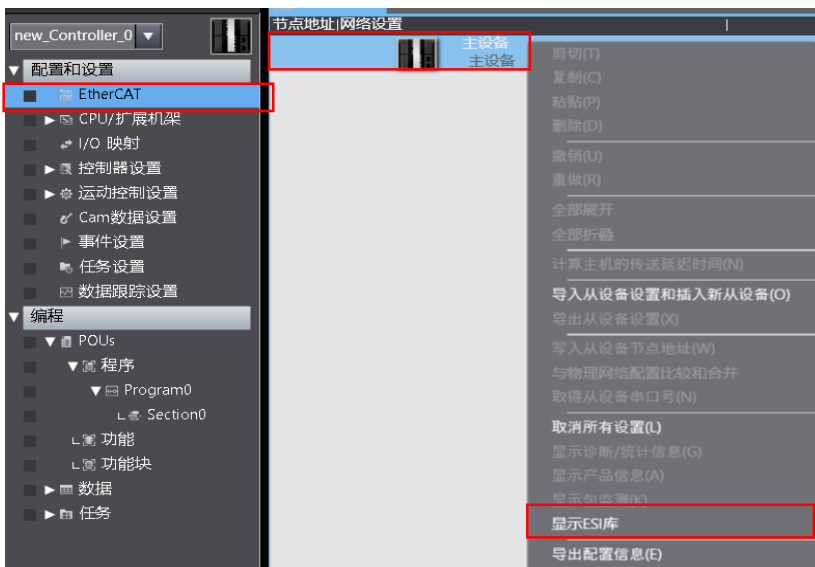 new_Controller_0
配置和设置
EtherCAT
CPU/扩展机架
I/O 映射
控制器设置
运动控制设置
Cam数据设置
事件设置
任务设置
数据跟踪设置
编程
POUs
程序
Program0
Section0
功能
功能块
数据
任务
节点地址|网络设置
主设备
主设备
剪切(T)
复制(C)
粘贴(P)
删除(D)
撤销(U)
重做(R)
全部展开
全部折叠
计算主机的传送延迟时间(N)
导入从设备设置和插入新从设备(O)
导出从设备设置(X)
写入从设备节点地址(W)
与物理网络配置比较和合并
取得从设备串口号(N)
取消所有设置(L)
显示诊断/统计信息(G)
显示产品信息(A)
显示包监测(K)
显示ESI库
导出配置信息(E)